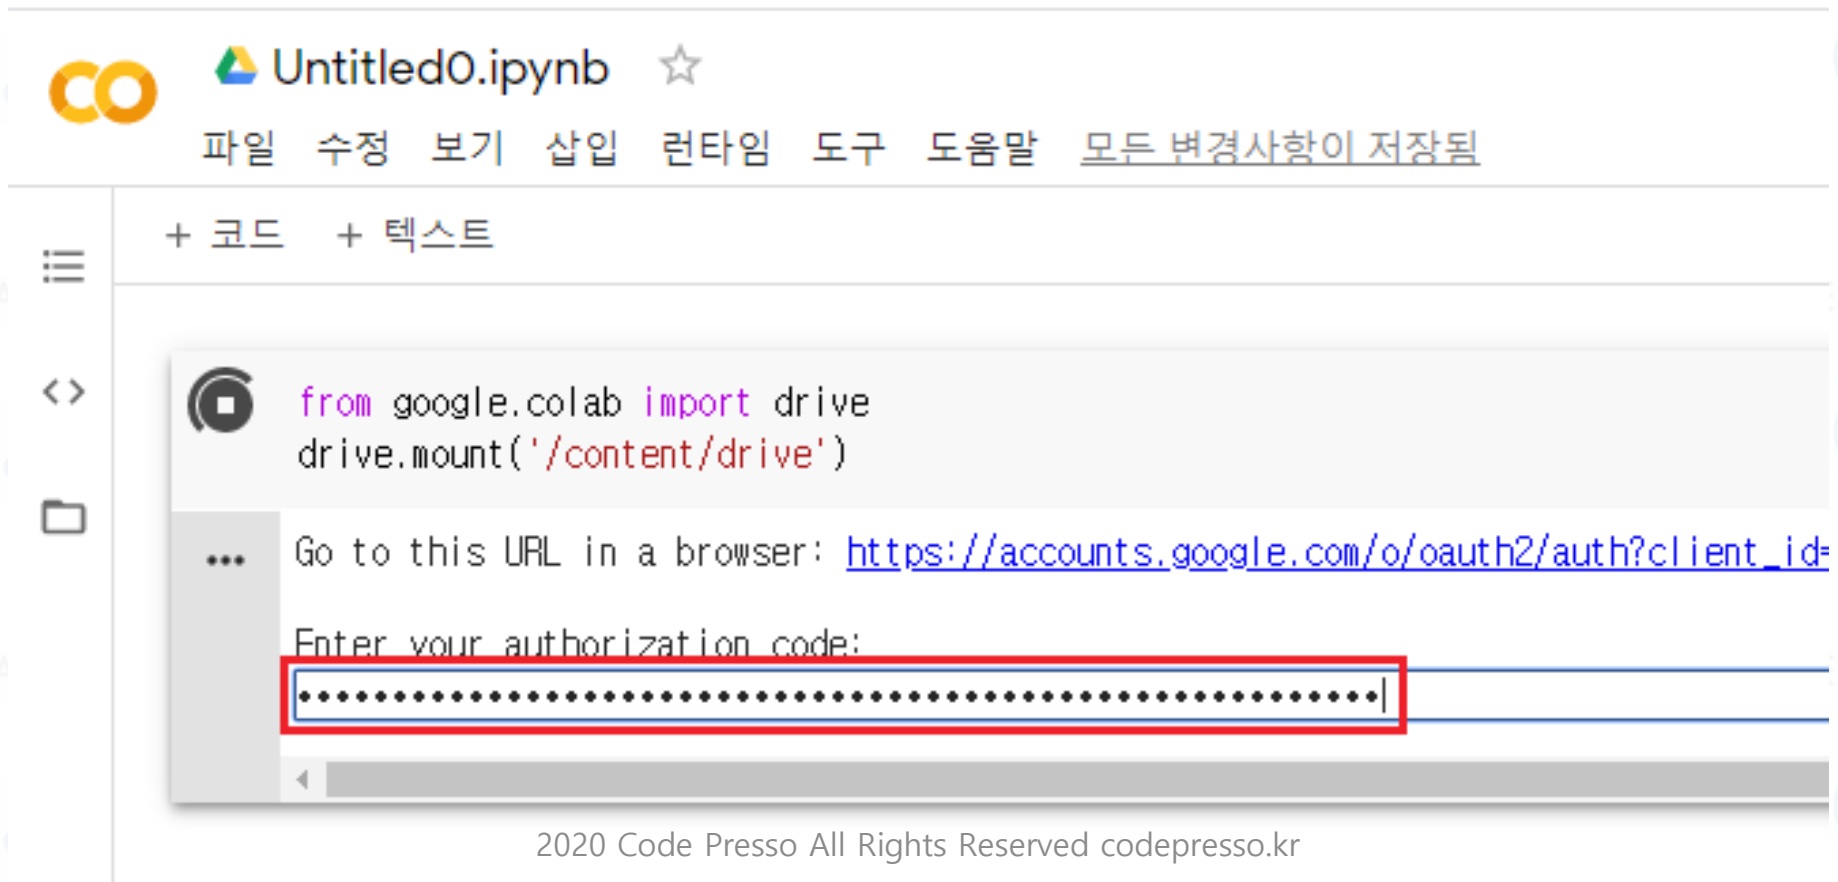 Untitled0.ipynb
파일 수정 보기 삽입 런타임 도구 도움말 모든 변경사항이 저장됨
+ 코드 + 텍스트
from google.colab import drive
drive.mount('/content/drive')
Go to this URL in a browser: https://accounts.google.com/o/oauth2/auth?client_id=
Enter your authorization code:
2020 Code Presso All Rights Reserved codepresso.kr